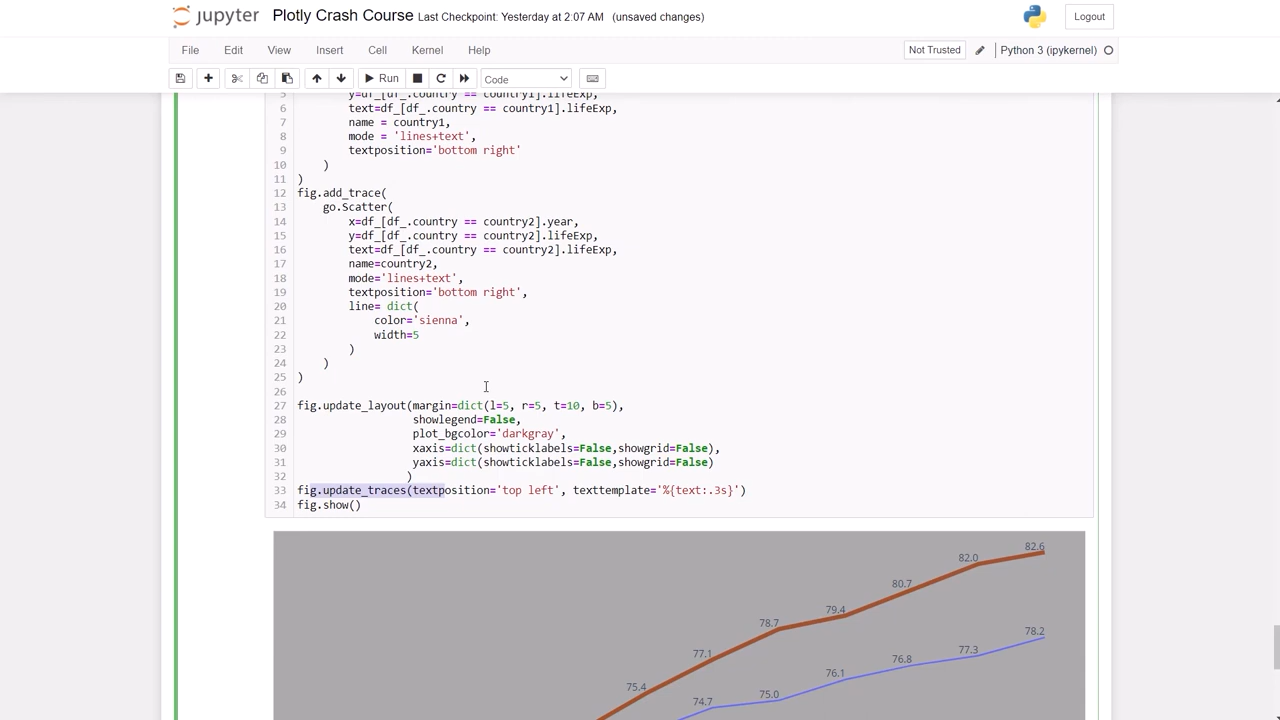 jupyter Plotly Crash Course Last Checkpoint: Yesterday at 2:07 AM (unsaved changes) Logout
File Edit View Insert Cell Kernel Help Not Trusted Python 3 (ipykernel)
Run Code
5 y=df_[df_.country == country1].lifeExp,
6 text=df_[df_.country == country1].lifeExp,
7 name = country1,
8 mode = 'lines+text',
9 textposition='bottom right'
10 )
11 )
12 fig.add_trace(
13 go.Scatter(
14 x=df_[df_.country == country2].year,
15 y=df_[df_.country == country2].lifeExp,
16 text=df_[df_.country == country2].lifeExp,
17 name=country2,
18 mode='lines+text',
19 textposition='bottom right',
20 line= dict(
21 color='sienna',
22 width=5
23 )
24 )
25 )
26
27 fig.update_layout(margin=dict(l=5, r=5, t=10, b=5),
28 showlegend=False,
29 plot_bgcolor='darkgray',
30 xaxis=dict(showticklabels=False,showgrid=False),
31 yaxis=dict(showticklabels=False,showgrid=False)
32 )
33 fig.update_traces(textposition='top left', texttemplate='%{text:.3s}')
34 fig.show()
82.6
82.0
80.7
79.4
78.7
78.2
77.1
77.3
76.8
76.1
75.4
75.0
74.7